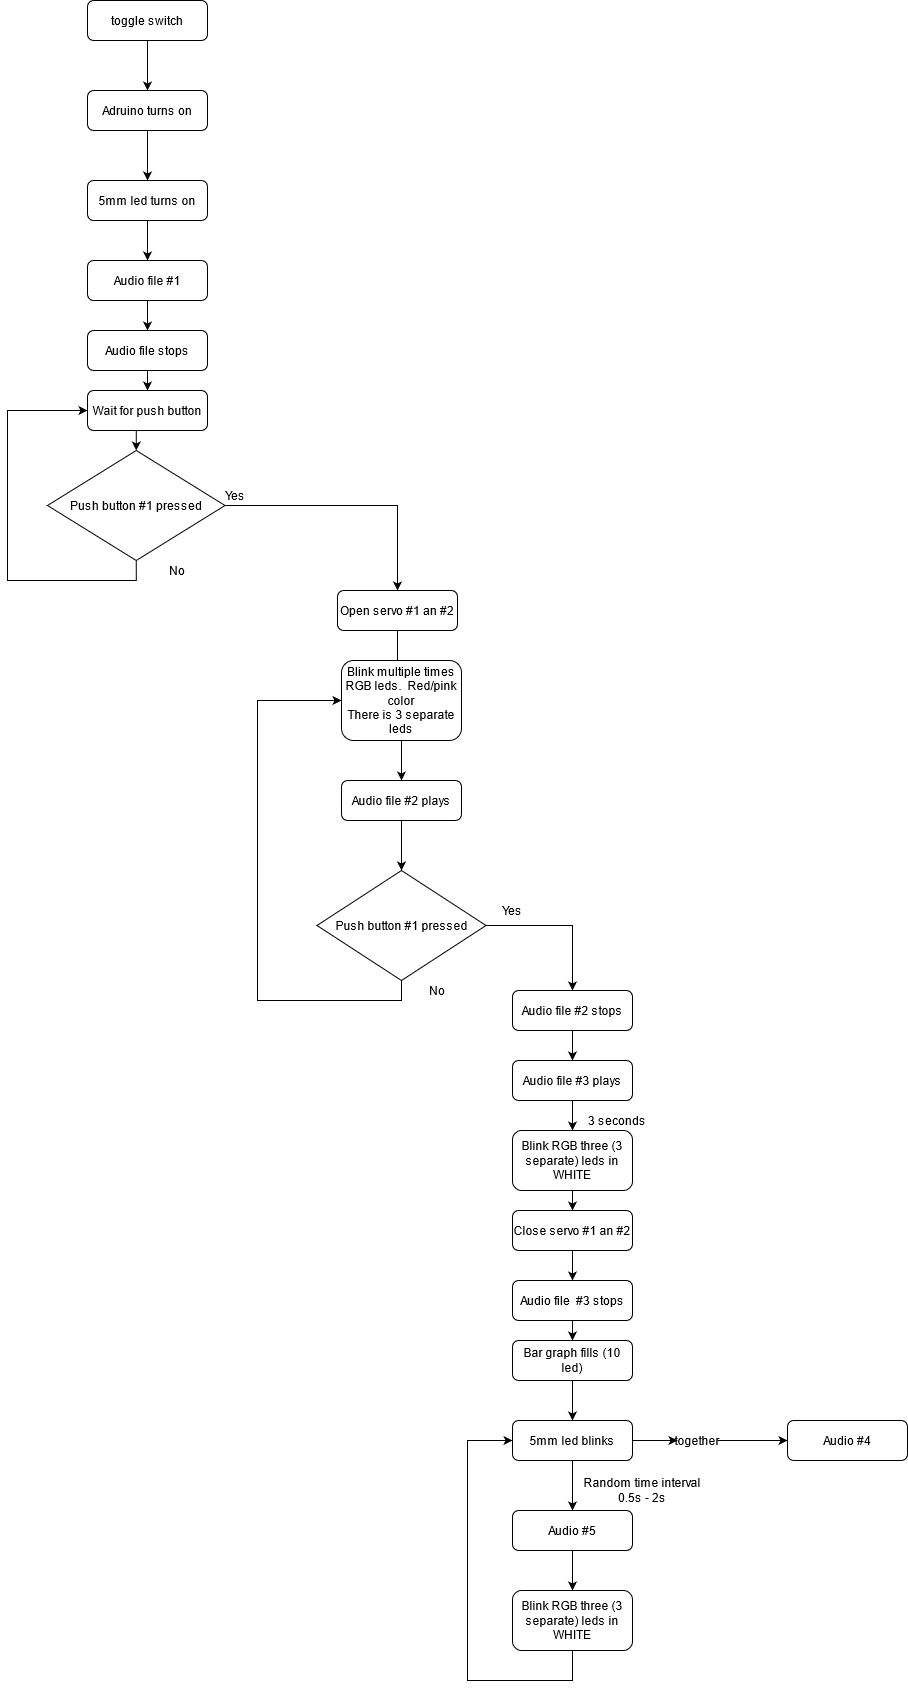 toggle switch
Adruino turns on
5mm led turns on
Audio file #1
Audio file stops
Wait for push button
Push button #1 pressed
Yes
No
Open servo #1 an #2
Blink multiple times
RGB leds.  Red/pink
color
There is 3 separate
leds
Audio file #2 plays
Push button #1 pressed
Yes
No
Audio file #2 stops
Audio file #3 plays
3 seconds
Blink RGB three (3
separate) leds in
WHITE
Close servo #1 an #2
Audio file  #3 stops
Bar graph fills (10
led)
5mm led blinks
together
Audio #4
Random time interval
0.5s - 2s
Audio #5
Blink RGB three (3
separate) leds in
WHITE